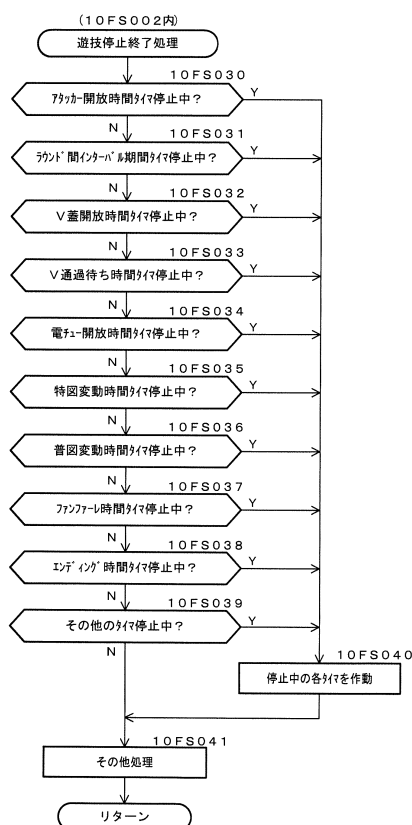 (10FS002内)
遊技停止終了処理
10FS030
ｱﾀｯｶｰ開放時間ﾀｲﾏ停止中?
Y
N
10FS031
ﾗｳﾝﾄﾞ間ｲﾝﾀｰﾊﾞﾙ期間ﾀｲﾏ停止中?
Y
N
10FS032
V蓋開放時間ﾀｲﾏ停止中?
Y
N
10FS033
V通過待ち時間ﾀｲﾏ停止中?
Y
N
10FS034
電ﾁｭｰ開放時間ﾀｲﾏ停止中?
Y
N
10FS035
特図変動時間ﾀｲﾏ停止中?
Y
N
10FS036
普図変動時間ﾀｲﾏ停止中?
Y
N
10FS037
ﾌｧﾝﾌｧｰﾚ時間ﾀｲﾏ停止中?
Y
N
10FS038
ｴﾝﾃﾞｨﾝｸﾞ時間ﾀｲﾏ停止中?
Y
N
10FS039
その他のﾀｲﾏ停止中?
Y
N
10FS040
停止中の各ﾀｲﾏを作動
10FS041
その他処理
リターン